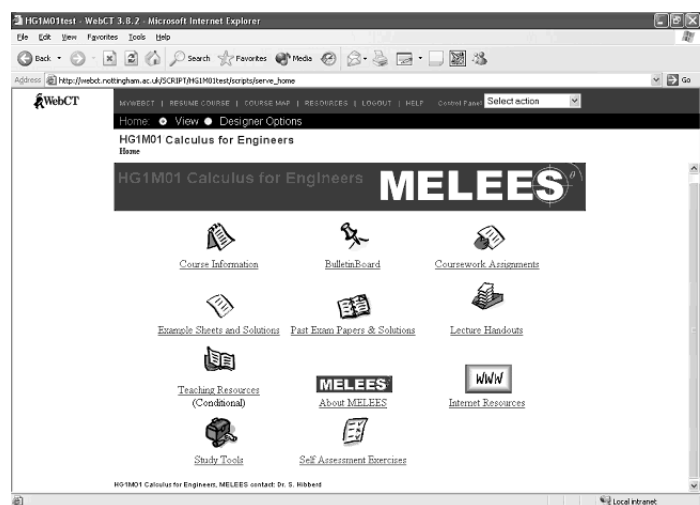 HG1M01test - WebCT 3.8.2 - Microsoft Internet Explorer
File Edit View Favorites Tools Help
Back Search Favorites Media
Address http://webct.nottingham.ac.uk/SCRIPT/HG1M01test/scripts/serve_home Go
WebCT
MYWEBCT | RESUME COURSE | COURSE MAP | RESOURCES | LOGOUT | HELP Control Panel Select action
Home: View Designer Options
HG1M01 Calculus for Engineers
Home
HG1M01 Calculus for Engineers MELEES
Course Information BulletinBoard Coursework Assignments
Example Sheets and Solutions Past Exam Papers & Solutions Lecture Handouts
WWW
MELEES
Teaching Resources About MELEES Internet Resources
(Conditional)
Study Tools Self Assessment Exercises
HG1M01 Calculus for Engineers, MELEES contact: Dr. S. Hibberd
Local intranet